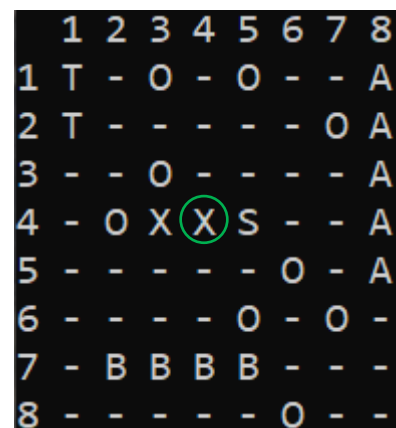 1 2 3 4 5 6 7 8
1 T - O - O - - A
2 T - - - - - O A
3 - - O - - - - A
4 - O X X S - - A
5 - - - - - O - A
6 - - - - O - O -
7 - B B B B - - -
8 - - - - - O - -